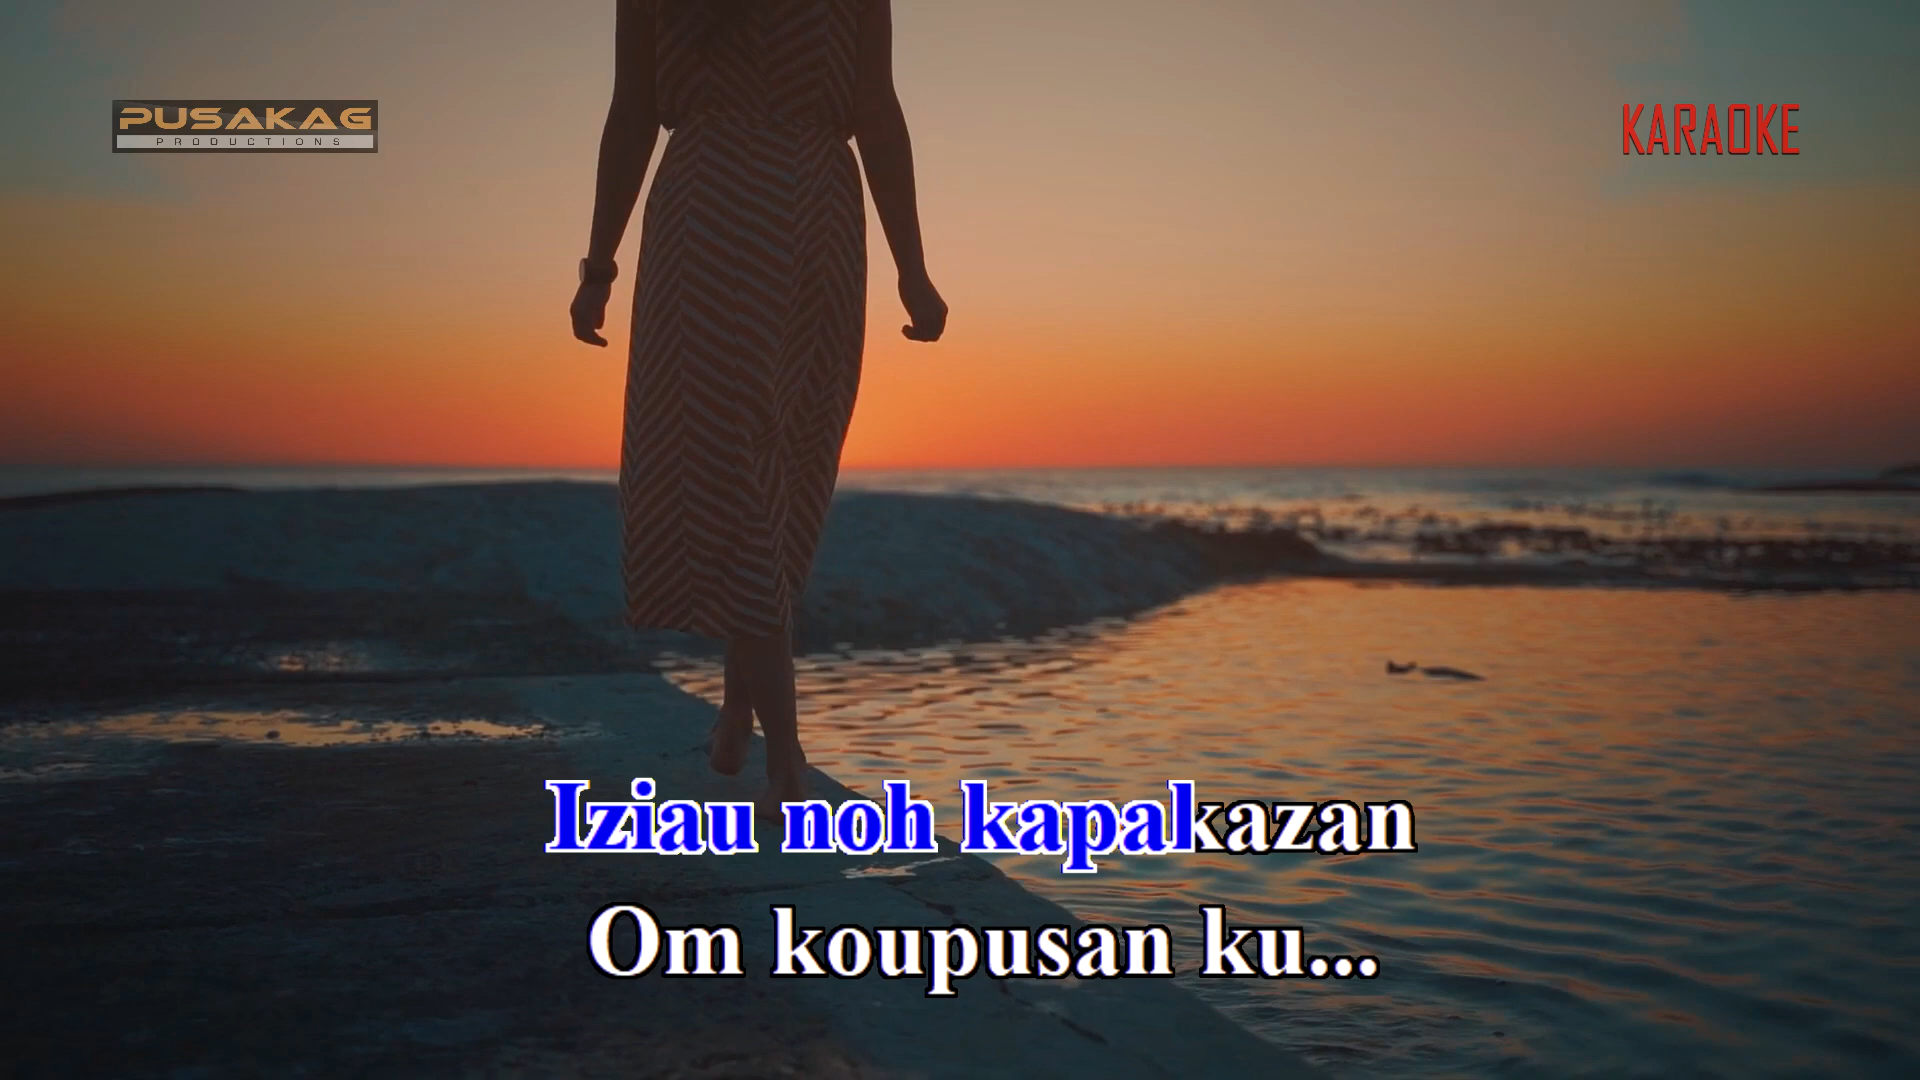 PUSAKAG
PRODUCTIONS
KARAOKE
Iziau noh kapakazan
Om koupusan ku...